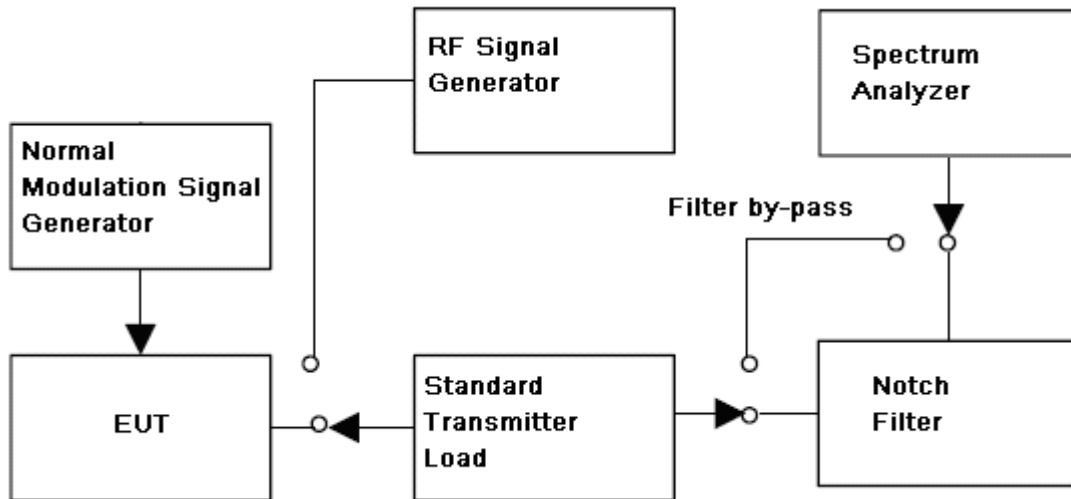 RF Signal
Generator
Spectrum
Analyzer
Normal
Modulation Signal
Generator
Filter by-pass
EUT
Standard
Transmitter
Load
Notch
Filter